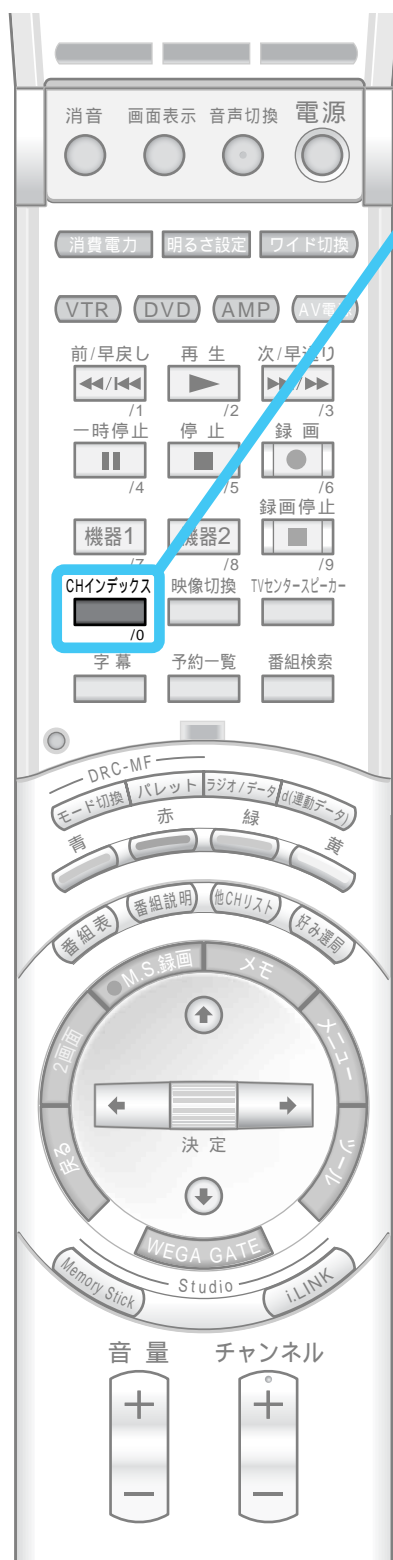 消音 画面表示 音声切換 電源
消費電力 明るさ設定 ワイド切換
VTR DVD AMP
前/早戻し 再生 次/早送り
/1 /2 /3
一時停止 停止 録画
/4 /5 /6
録画停止
機器1 機器2
/7 /8 /9
CHインデックス 映像切換 TVセンタースピーカー
/0
字幕 予約一覧 番組検索
DRC-MF
モード切換 パレット ラジオ/データ d(連動データ)
青 赤 緑 黄
番組表 番組説明 他CHリスト 好み選局
2画面 M.S.録画 メモ メニュー
決定
戻る ツール
WEGA GATE
Memory Stick Studio i.LINK
音量 チャンネル
+ +
− −